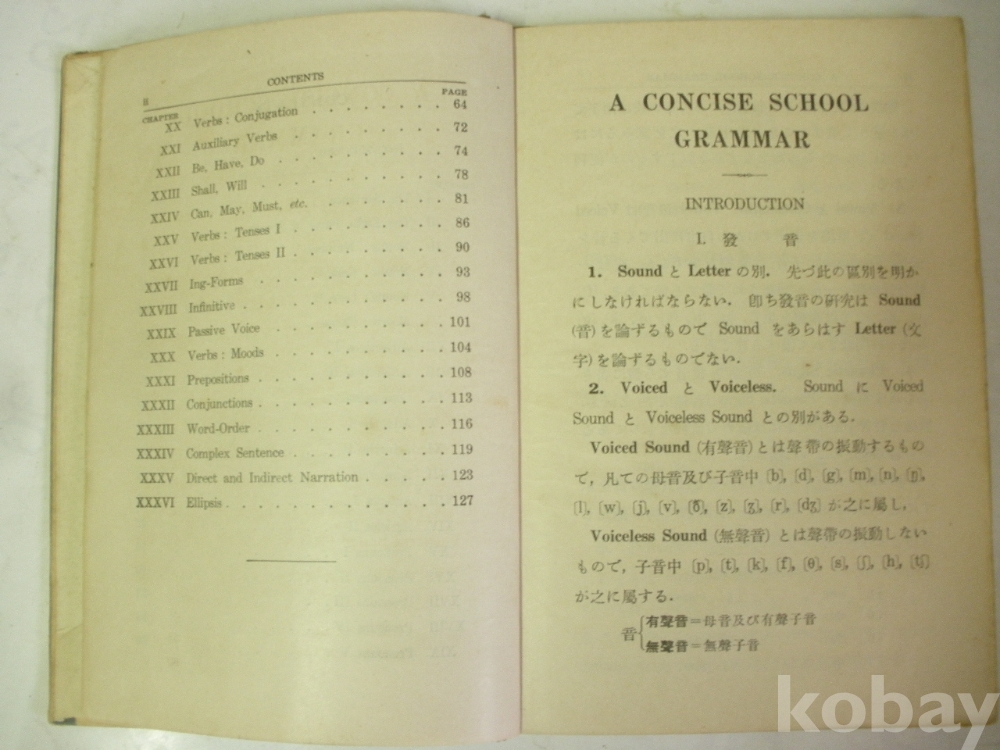 ii
CONTENTS
CHAPTER PAGE
XX Verbs : Conjugation . . . . . . . . 64
XXI Auxiliary Verbs . . . . . . . . . 72
XXII Be, Have, Do . . . . . . . . . . 74
XXIII Shall, Will . . . . . . . . . . 78
XXIV Can, May, Must, etc. . . . . . . . . 81
XXV Verbs : Tenses I . . . . . . . . . 86
XXVI Verbs : Tenses II . . . . . . . . . 90
XXVII Ing-Forms . . . . . . . . . . 93
XXVIII Infinitive . . . . . . . . . . 98
XXIX Passive Voice . . . . . . . . . . 101
XXX Verbs : Moods . . . . . . . . . . 104
XXXI Prepositions . . . . . . . . . . 108
XXXII Conjunctions . . . . . . . . . . 113
XXXIII Word-Order . . . . . . . . . . 116
XXXIV Complex Sentence . . . . . . . . . 119
XXXV Direct and Indirect Narration . . . . . 123
XXXVI Ellipsis . . . . . . . . . . . 127
A CONCISE SCHOOL
GRAMMAR
INTRODUCTION
I. 發 音
1. Sound と Letter の別. 先づ此の區別を明か
にしなければならない. 卽ち發音の硏究は Sound
(音) を論ずるもので Sound をあらはす Letter (文
字) を論ずるものでない.
2. Voiced と Voiceless. Sound に Voiced
Sound と Voiceless Sound との別がある.
Voiced Sound (有聲音) とは聲帶の振動するもの
で, 凡ての母音及び子音中 [b], [d], [g], [m], [n], [ŋ],
[l], [w], [j], [v], [ð], [z], [ʒ], [r], [dʒ] が之に屬し,
Voiceless Sound (無聲音) とは聲帶の振動しない
もので, 子音中 [p], [t], [k], [f], [θ], [s], [ʃ], [h], [tʃ]
が之に屬する.
音 { 有聲音=母音及び有聲子音
無聲音=無聲子音
kobay